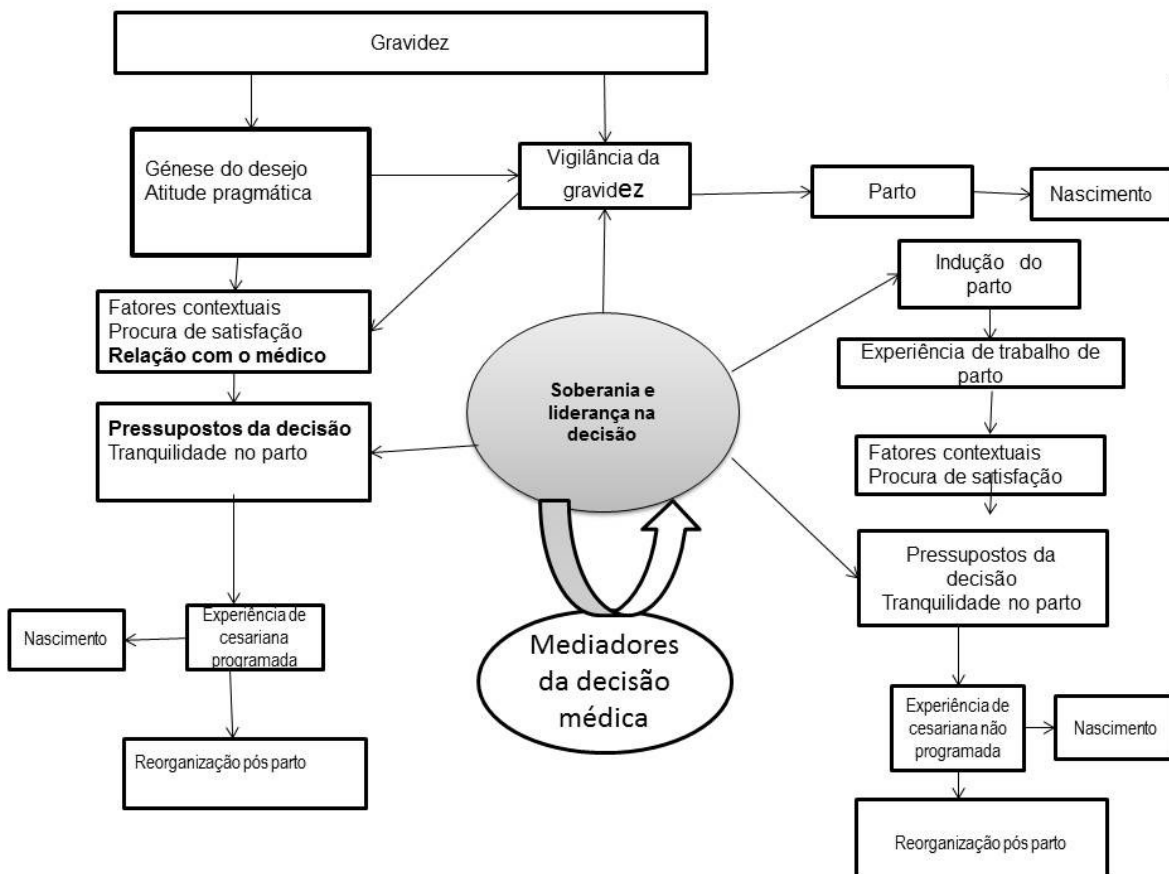 Gravidez
Génese do desejo
Atitude pragmática
Vigilância da
gravidez
Parto
Nascimento
Fatores contextuais
Procura de satisfação
Relação com o médico
Pressupostos da decisão
Tranquilidade no parto
Soberania e
liderança na
decisão
Indução do
parto
Experiência de trabalho de
parto
Fatores contextuais
Procura de satisfação
Pressupostos da
decisão
Tranquilidade no parto
Nascimento
Experiência de
cesariana
programada
Mediadores
da decisão
médica
Experiência de
cesariana não
programada
Nascimento
Reorganização pós parto
Reorganização pós parto